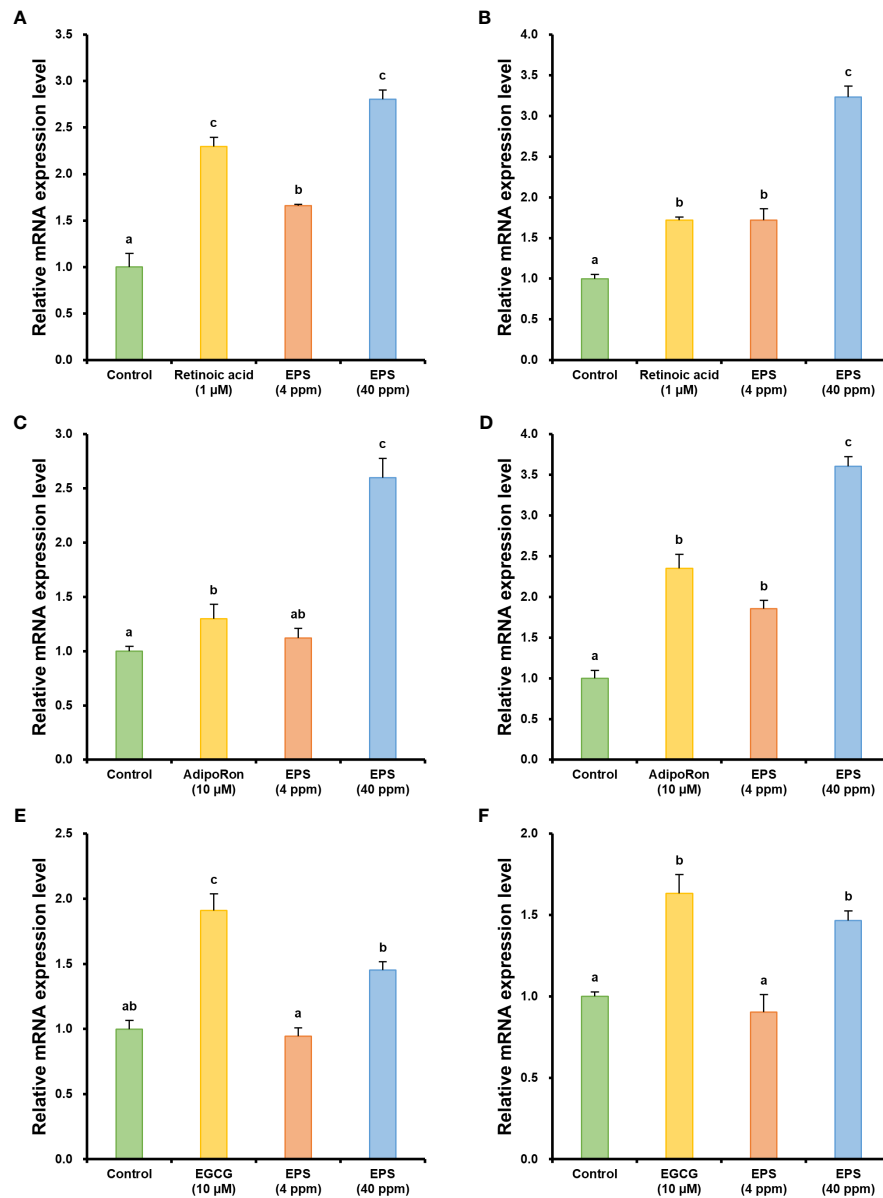 A
Relative mRNA expression level
3.5
3.0
2.5
2.0
1.5
1.0
0.5
0.0
a
c
b
c
Control
Retinoic acid
(1 µM)
EPS
(4 ppm)
EPS
(40 ppm)
B
Relative mRNA expression level
4.0
3.5
3.0
2.5
2.0
1.5
1.0
0.5
0.0
a
b
b
c
Control
Retinoic acid
(1 µM)
EPS
(4 ppm)
EPS
(40 ppm)
C
Relative mRNA expression level
3.0
2.5
2.0
1.5
1.0
0.5
0.0
a
b
ab
c
Control
AdipoRon
(10 µM)
EPS
(4 ppm)
EPS
(40 ppm)
D
Relative mRNA expression level
4.0
3.5
3.0
2.5
2.0
1.5
1.0
0.5
0.0
a
b
b
c
Control
AdipoRon
(10 µM)
EPS
(4 ppm)
EPS
(40 ppm)
E
Relative mRNA expression level
2.5
2.0
1.5
1.0
0.5
0.0
ab
c
a
b
Control
EGCG
(10 µM)
EPS
(4 ppm)
EPS
(40 ppm)
F
Relative mRNA expression level
2.0
1.5
1.0
0.5
0.0
a
b
a
b
Control
EGCG
(10 µM)
EPS
(4 ppm)
EPS
(40 ppm)